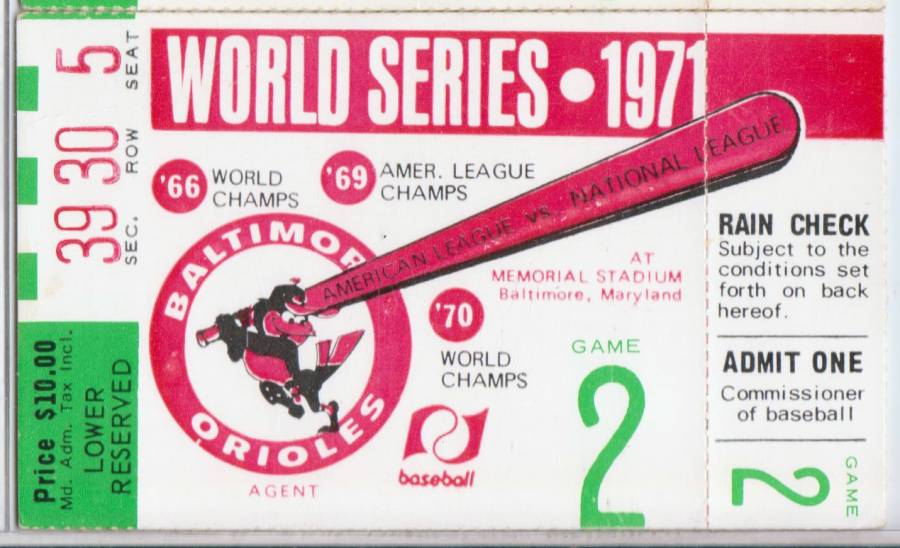 SEC. ROW SEAT
39 30 5
Price $10.00
Md. Adm. Tax Incl.
LOWER
RESERVED
WORLD SERIES • 1971
'66 WORLD
CHAMPS
'69 AMER. LEAGUE
CHAMPS
AMERICAN LEAGUE vs. NATIONAL LEAGUE
BALTIMOR
ORIOLES
AT
MEMORIAL STADIUM
Baltimore, Maryland
'70
WORLD
CHAMPS
baseball
AGENT
GAME
2
RAIN CHECK
Subject to the
conditions set
forth on back
hereof.
ADMIT ONE
Commissioner
of baseball
GAME
2